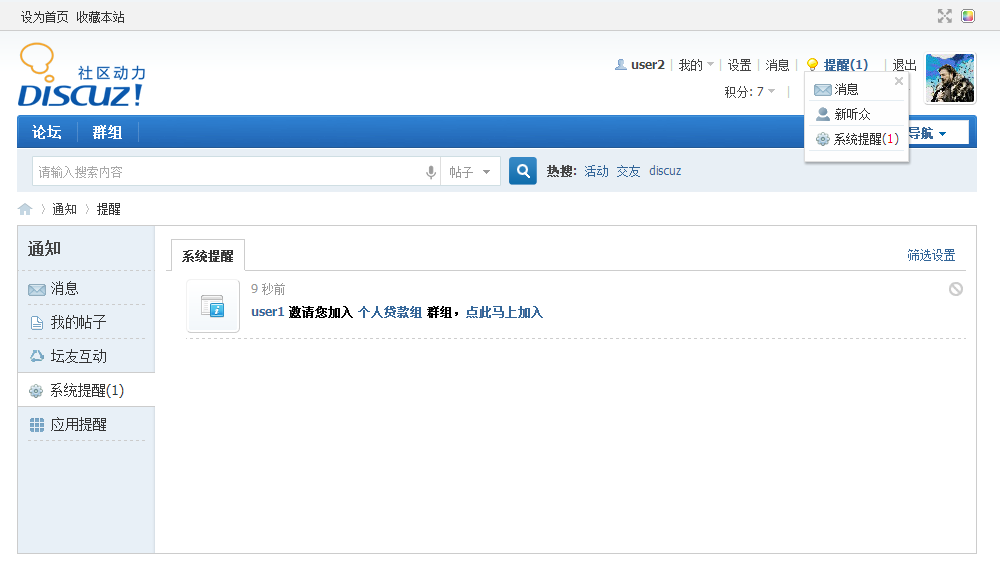 设为首页 收藏本站
社区动力
DISCUZ!
user2 我的 设置 消息 提醒(1) 退出
积分: 7
消息
新听众
系统提醒(1)
论坛 群组
导航
请输入搜索内容 帖子 热搜: 活动 交友 discuz
通知 提醒
通知
消息
我的帖子
坛友互动
系统提醒(1)
应用提醒
系统提醒 筛选设置
9 秒前
user1 邀请您加入 个人贷款组 群组，点此马上加入